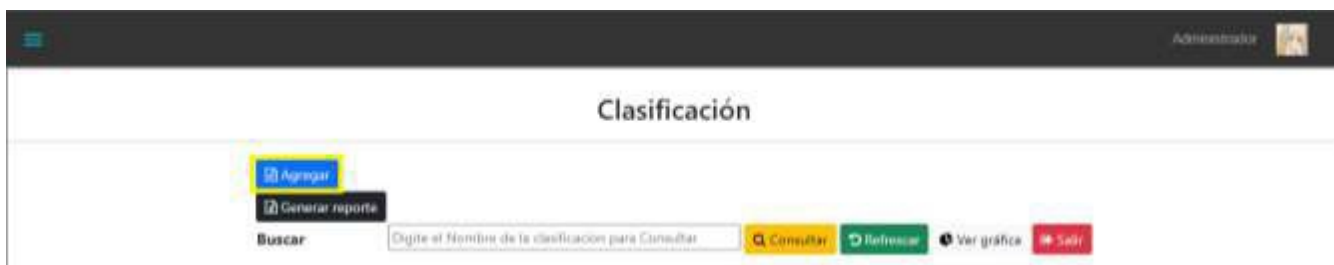 Administrador
Clasificación
Agregar
Generar reporte
Buscar Digite el Nombre de la clasificacion para Consultar Consultar Refrescar Ver gráfica Salir